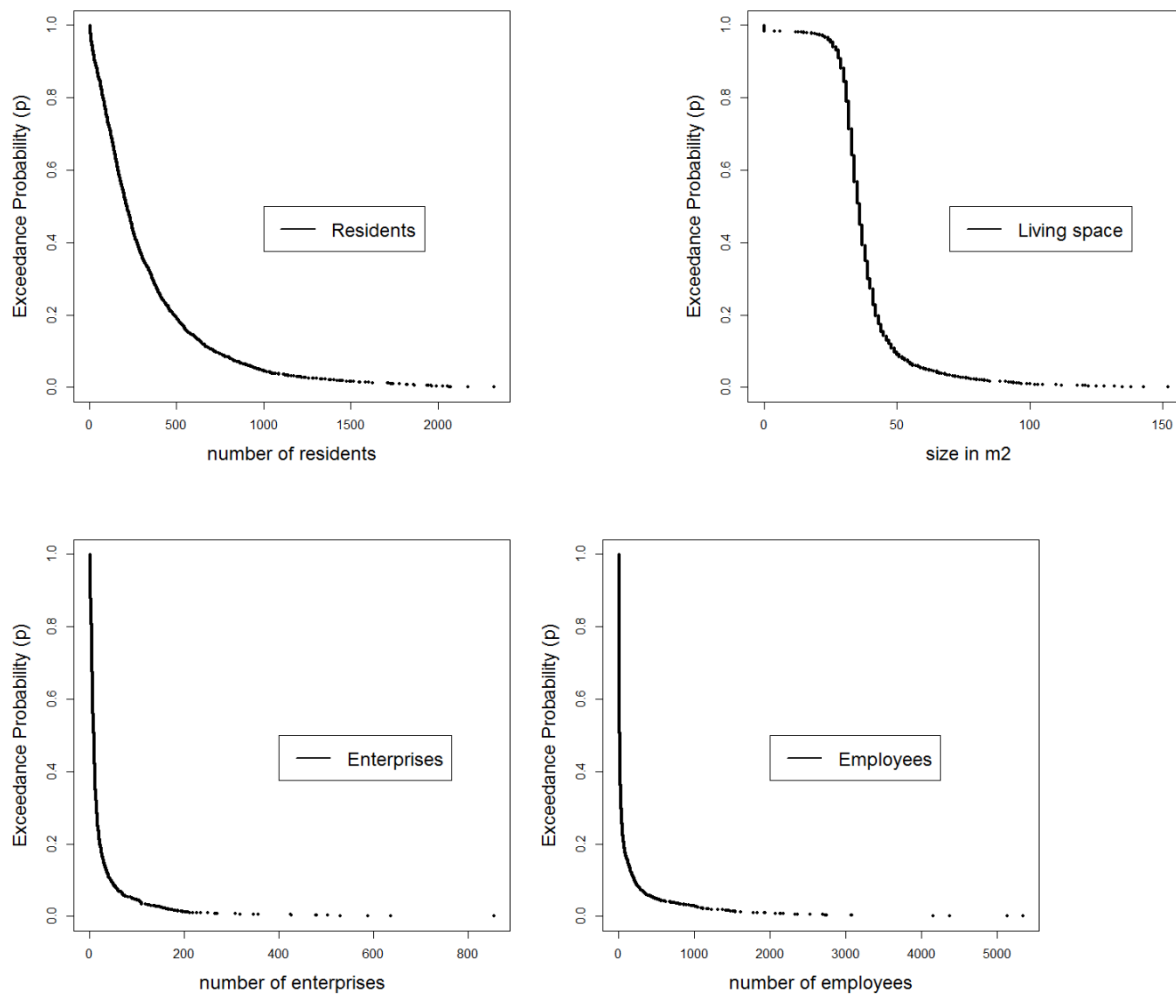 Exceedance Probability (p)
1.0
0.8
0.6
0.4
0.2
0.0
Residents
0 500 1000 1500 2000
number of residents
Exceedance Probability (p)
1.0
0.8
0.6
0.4
0.2
0.0
Living space
0 50 100 150
size in m2
Exceedance Probability (p)
1.0
0.8
0.6
0.4
0.2
0.0
Enterprises
0 200 400 600 800
number of enterprises
Exceedance Probability (p)
1.0
0.8
0.6
0.4
0.2
0.0
Employees
0 1000 2000 3000 4000 5000
number of employees